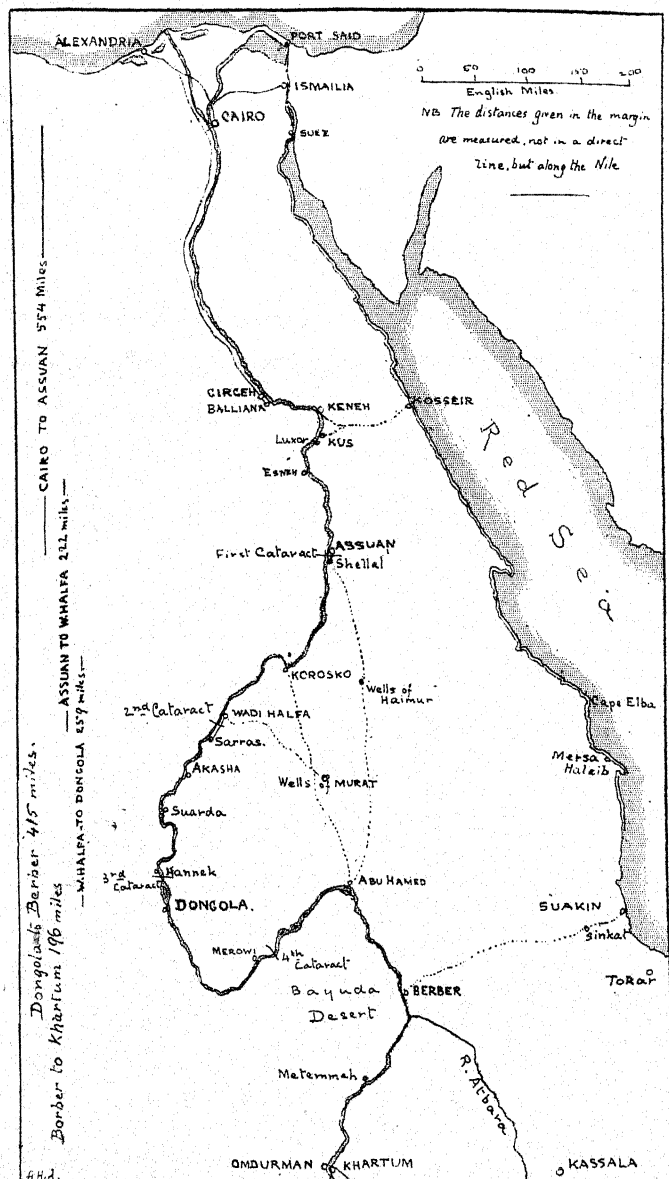 ALEXANDRIA
PORT SAID
ISMAILIA
CAIRO
SUEZ
0 50 100 150 200
English Miles
NB The distances given in the margin
are measured, not in a direct
line, but along the Nile
CAIRO TO ASSUAN 554 Miles
ASSUAN TO W.HALFA 222 miles
W.HALFA-TO DONGOLA 259 miles
Dongola to Berber 415 miles.
Berber to Khartum 196 miles
GIRGEH
BALLIANA
KENEH
KOSSEIR
Luxor
KUS
ESNEH
Red Sea
First Cataract
ASSUAN
Shellal
KOROSKO
Wells of
Haimur
2nd Cataract
WADI HALFA
Sarras.
Cape Elba
Mersa
Haleib
AKASHA
Wells
MURAT
Suarda
3rd
Cataract
Hannek
DONGOLA.
ABU HAMED
SUAKIN
Sinkat
MEROWI
4th
Cataract
TOKAR
Bayuda
Desert
BERBER
Metemmeh
R. Atbara
OMDURMAN
KHARTUM
KASSALA